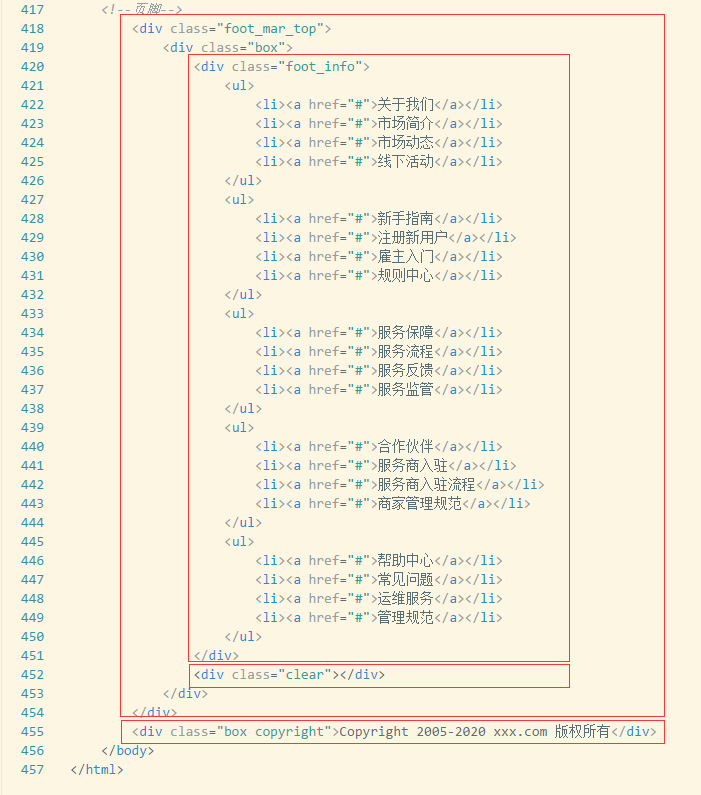 417 <!--页脚-->
418 <div class="foot_mar_top">
419 <div class="box">
420 <div class="foot_info">
421 <ul>
422 <li><a href="#">关于我们</a></li>
423 <li><a href="#">市场简介</a></li>
424 <li><a href="#">市场动态</a></li>
425 <li><a href="#">线下活动</a></li>
426 </ul>
427 <ul>
428 <li><a href="#">新手指南</a></li>
429 <li><a href="#">注册新用户</a></li>
430 <li><a href="#">雇主入门</a></li>
431 <li><a href="#">规则中心</a></li>
432 </ul>
433 <ul>
434 <li><a href="#">服务保障</a></li>
435 <li><a href="#">服务流程</a></li>
436 <li><a href="#">服务反馈</a></li>
437 <li><a href="#">服务监管</a></li>
438 </ul>
439 <ul>
440 <li><a href="#">合作伙伴</a></li>
441 <li><a href="#">服务商入驻</a></li>
442 <li><a href="#">服务商入驻流程</a></li>
443 <li><a href="#">商家管理规范</a></li>
444 </ul>
445 <ul>
446 <li><a href="#">帮助中心</a></li>
447 <li><a href="#">常见问题</a></li>
448 <li><a href="#">运维服务</a></li>
449 <li><a href="#">管理规范</a></li>
450 </ul>
451 </div>
452 <div class="clear"></div>
453 </div>
454 </div>
455 <div class="box copyright">Copyright 2005-2020 xxx.com 版权所有</div>
456 </body>
457 </html>